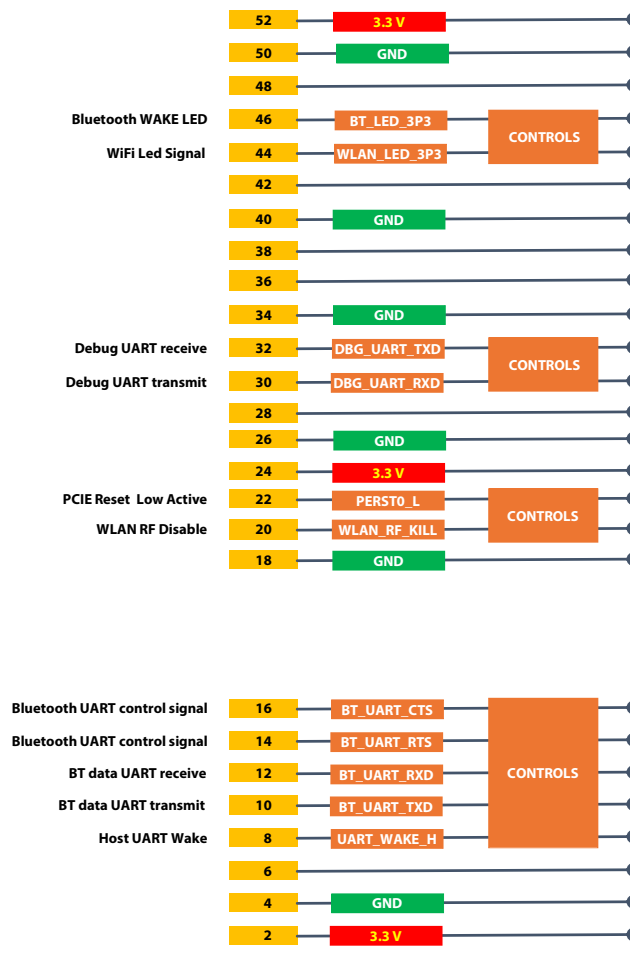 52 3.3 V
50 GND
48
Bluetooth WAKE LED 46 BT_LED_3P3
CONTROLS
WiFi Led Signal 44 WLAN_LED_3P3
42
40 GND
38
36
34 GND
Debug UART receive 32 DBG_UART_TXD
CONTROLS
Debug UART transmit 30 DBG_UART_RXD
28
26 GND
24 3.3 V
PCIE Reset Low Active 22 PERST0_L
CONTROLS
WLAN RF Disable 20 WLAN_RF_KILL
18 GND
Bluetooth UART control signal 16 BT_UART_CTS
Bluetooth UART control signal 14 BT_UART_RTS
BT data UART receive 12 BT_UART_RXD CONTROLS
BT data UART transmit 10 BT_UART_TXD
Host UART Wake 8 UART_WAKE_H
6
4 GND
2 3.3 V